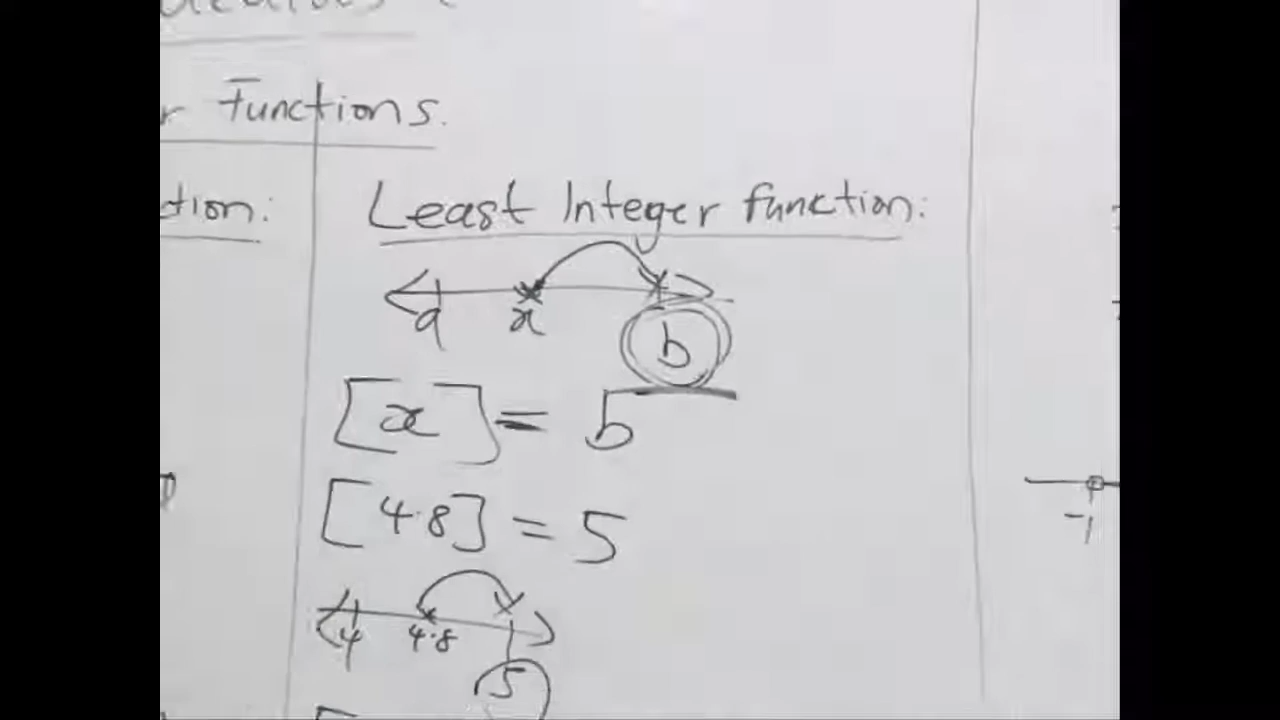 r Functions.
tion:
Least Integer function:
a x b
[x] = b
[4.8] = 5
4 4.8 5
-1